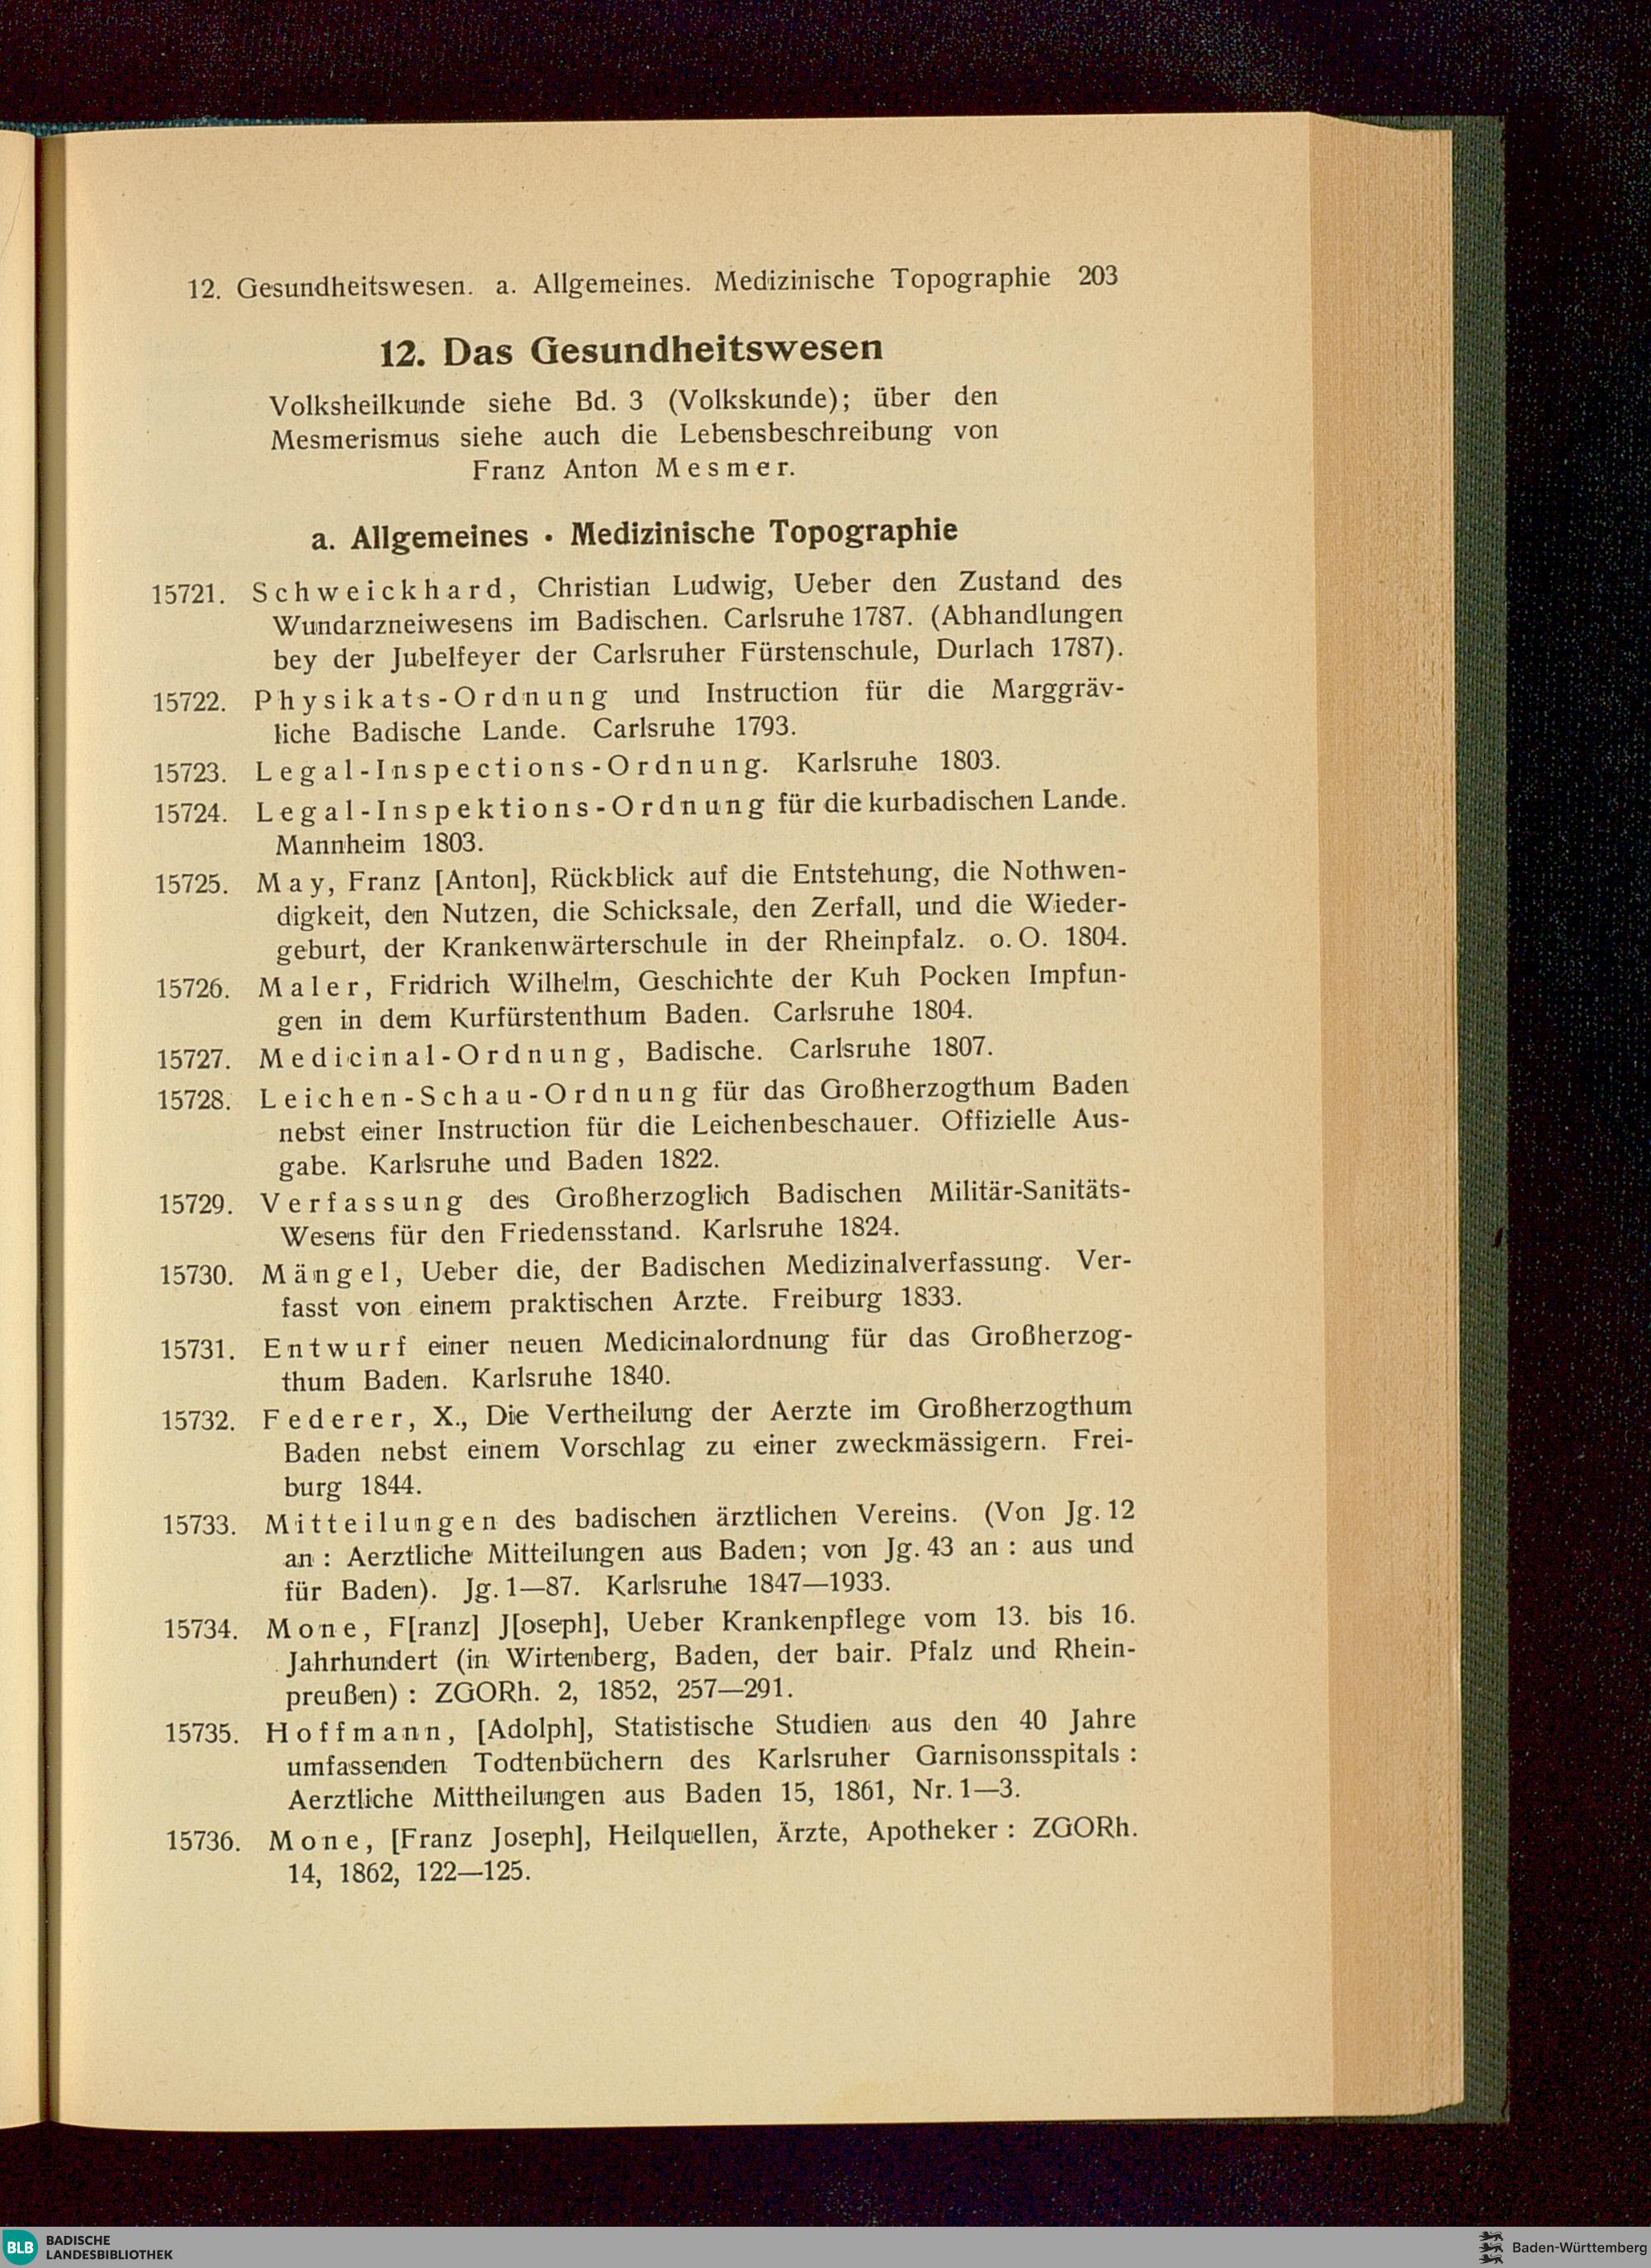 12. Gesundheitswesen. a. Allgemeines. Medizinische Topographie 203
12. Das Gesundheitswesen
Volksheilkunde siehe Bd. 3 (Volkskunde); über den
Mesmerismus siehe auch die Lebensbeschreibung von
Franz Anton Mesmer.
a. Allgemeines • Medizinische Topographie
15721. Schweickhard, Christian Ludwig, Ueber den Zustand des
Wundarzneiwesens im Badischen. Carlsruhe 1787. (Abhandlungen
bey der Jubelfeyer der Carlsruher Fürstenschule, Durlach 1787).
15722. Physikats-Ordnung und Instruction für die Marggräv-
liche Badische Lande. Carlsruhe 1793.
15723. Legal-Inspections-Ordnung. Karlsruhe 1803.
15724. Legal-Inspektions-Ordnung für die kurbadischen Lande.
Mannheim 1803.
15725. May, Franz [Anton], Rückblick auf die Entstehung, die Nothwen-
digkeit, den Nutzen, die Schicksale, den Zerfall, und die Wieder-
geburt, der Krankenwärterschule in der Rheinpfalz. o. O. 1804.
15726. Maler, Fridrich Wilhelm, Geschichte der Kuh Pocken Impfun-
gen in dem Kurfürstenthum Baden. Carlsruhe 1804.
15727. Medicinal-Ordnung, Badische. Carlsruhe 1807.
15728. Leichen-Schau-Ordnung für das Großherzogthum Baden
nebst einer Instruction für die Leichenbeschauer. Offizielle Aus-
gabe. Karlsruhe und Baden 1822.
15729. Verfassung des Großherzoglich Badischen Militär-Sanitäts-
Wesens für den Friedensstand. Karlsruhe 1824.
15730. Mängel, Ueber die, der Badischen Medizinalverfassung. Ver-
fasst von einem praktischen Arzte. Freiburg 1833.
15731. Entwurf einer neuen Medicinalordnung für das Großherzog-
thum Baden. Karlsruhe 1840.
15732. Federer, X., Die Vertheilung der Aerzte im Großherzogthum
Baden nebst einem Vorschlag zu einer zweckmässigern. Frei-
burg 1844.
15733. Mitteilungen des badischen ärztlichen Vereins. (Von Jg. 12
an : Aerztliche Mitteilungen aus Baden; von Jg. 43 an : aus und
für Baden). Jg. 1—87. Karlsruhe 1847—1933.
15734. Mone, F[ranz] J[oseph], Ueber Krankenpflege vom 13. bis 16.
Jahrhundert (in Wirtenberg, Baden, der bair. Pfalz und Rhein-
preußen) : ZGORh. 2, 1852, 257—291.
15735. Hoffmann, [Adolph], Statistische Studien aus den 40 Jahre
umfassenden Todtenbüchern des Karlsruher Garnisonsspitals :
Aerztliche Mittheilungen aus Baden 15, 1861, Nr. 1—3.
15736. Mone, [Franz Joseph], Heilquellen, Ärzte, Apotheker : ZGORh.
14, 1862, 122—125.
BLB BADISCHE
LANDESBIBLIOTHEK
Baden-Württemberg